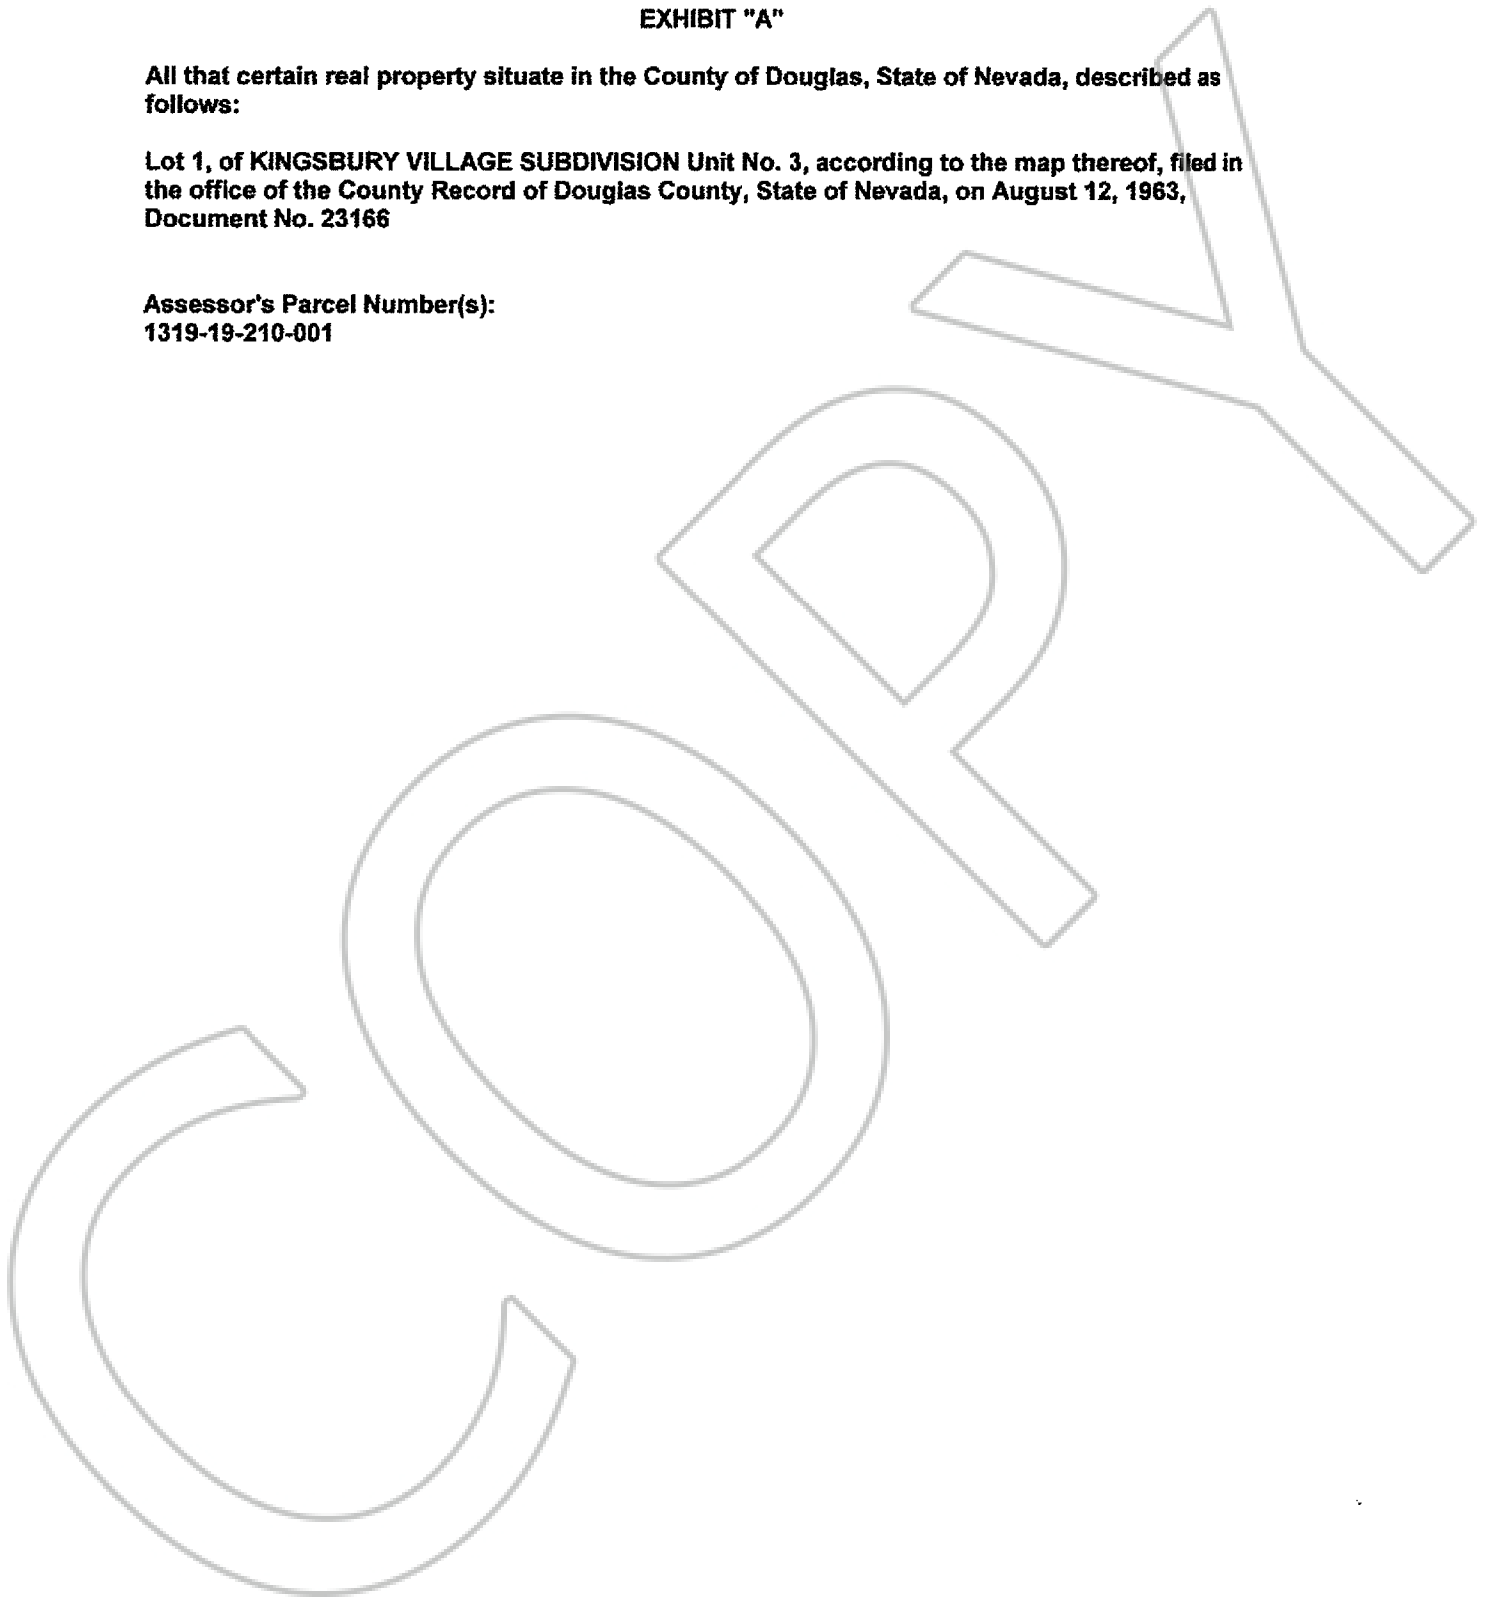 EXHIBIT "A"
All that certain real property situate in the County of Douglas, State of Nevada, described as
follows:
Lot 1, of KINGSBURY VILLAGE SUBDIVISION Unit No. 3, according to the map thereof, filed in
the office of the County Record of Douglas County, State of Nevada, on August 12, 1963,
Document No. 23166
Assessor's Parcel Number(s):
1319-19-210-001
COPY